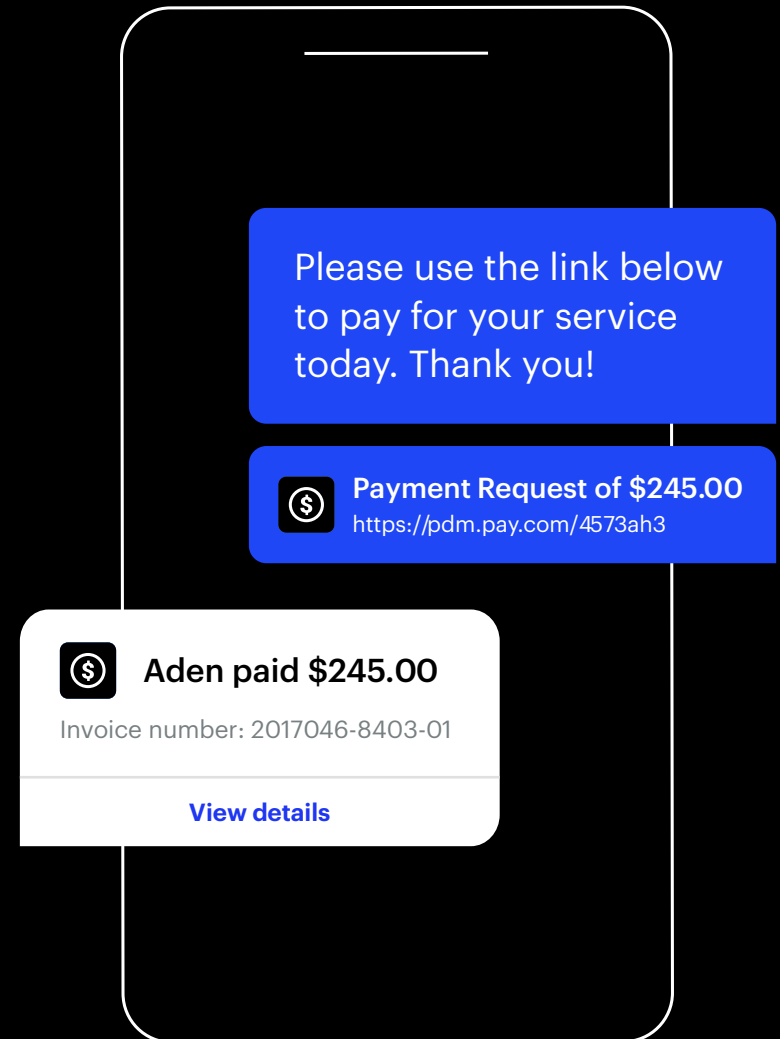 Please use the link below
to pay for your service
today. Thank you!
Payment Request of $245.00
https://pdm.pay.com/4573ah3
Aden paid $245.00
Invoice number: 2017046-8403-01
View details